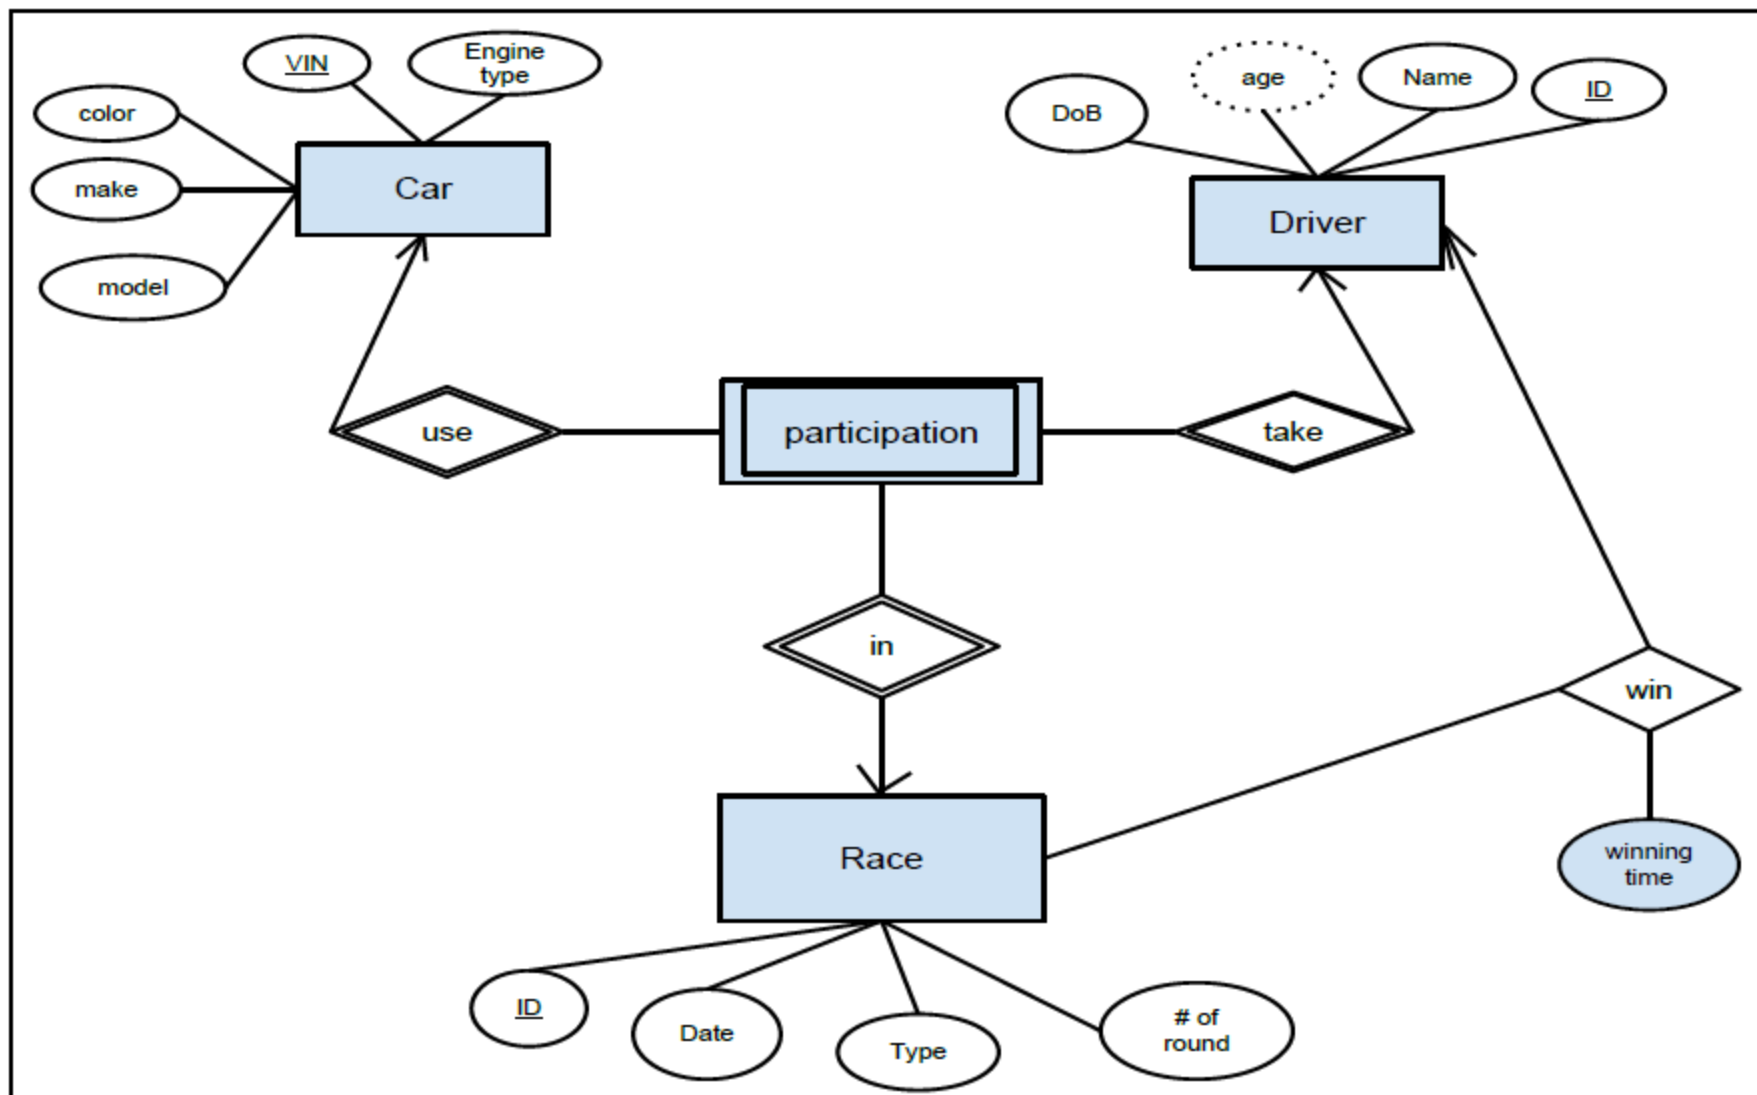 VIN
Engine
type
color
make
model
Car
DoB
age
Name
ID
Driver
use
participation
take
in
win
winning
time
Race
ID
Date
Type
# of
round